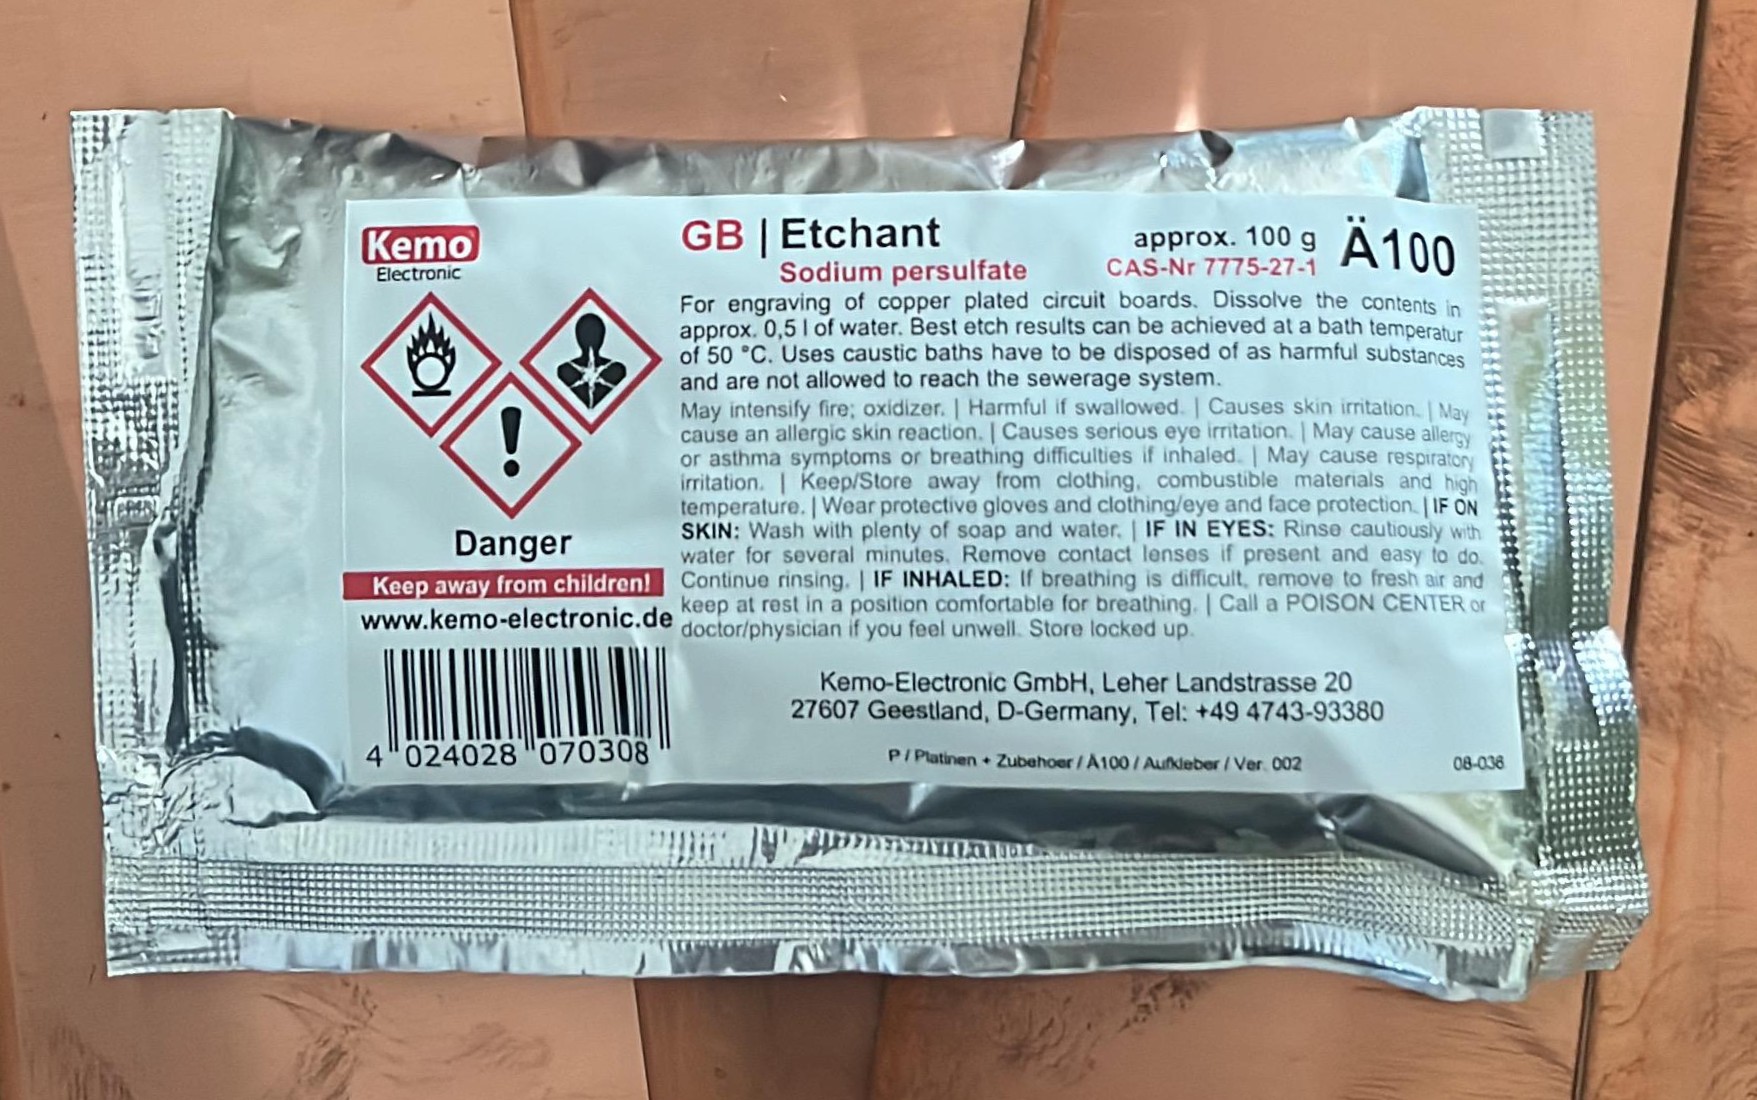 Kemo
Electronic
Danger
Keep away from children!
www.kemo-electronic.de
4 024028 070308
GB | Etchant
Sodium persulfate
approx. 100 g
CAS-Nr 7775-27-1
Ä100
For engraving of copper plated circuit boards. Dissolve the contents in
approx. 0,5 l of water. Best etch results can be achieved at a bath temperatur
of 50 °C. Uses caustic baths have to be disposed of as harmful substances
and are not allowed to reach the sewerage system.
May intensify fire; oxidizer. | Harmful if swallowed. | Causes skin irritation. | May
cause an allergic skin reaction. | Causes serious eye irritation. | May cause allergy
or asthma symptoms or breathing difficulties if inhaled. | May cause respiratory
irritation. | Keep/Store away from clothing, combustible materials and high
temperature. | Wear protective gloves and clothing/eye and face protection. | IF ON
SKIN: Wash with plenty of soap and water. | IF IN EYES: Rinse cautiously with
water for several minutes. Remove contact lenses if present and easy to do.
Continue rinsing. | IF INHALED: If breathing is difficult, remove to fresh air and
keep at rest in a position comfortable for breathing. | Call a POISON CENTER or
doctor/physician if you feel unwell. Store locked up.
Kemo-Electronic GmbH, Leher Landstrasse 20
27607 Geestland, D-Germany, Tel: +49 4743-93380
P / Platinen + Zubehoer / Ä100 / Aufkleber / Ver. 002
08-036